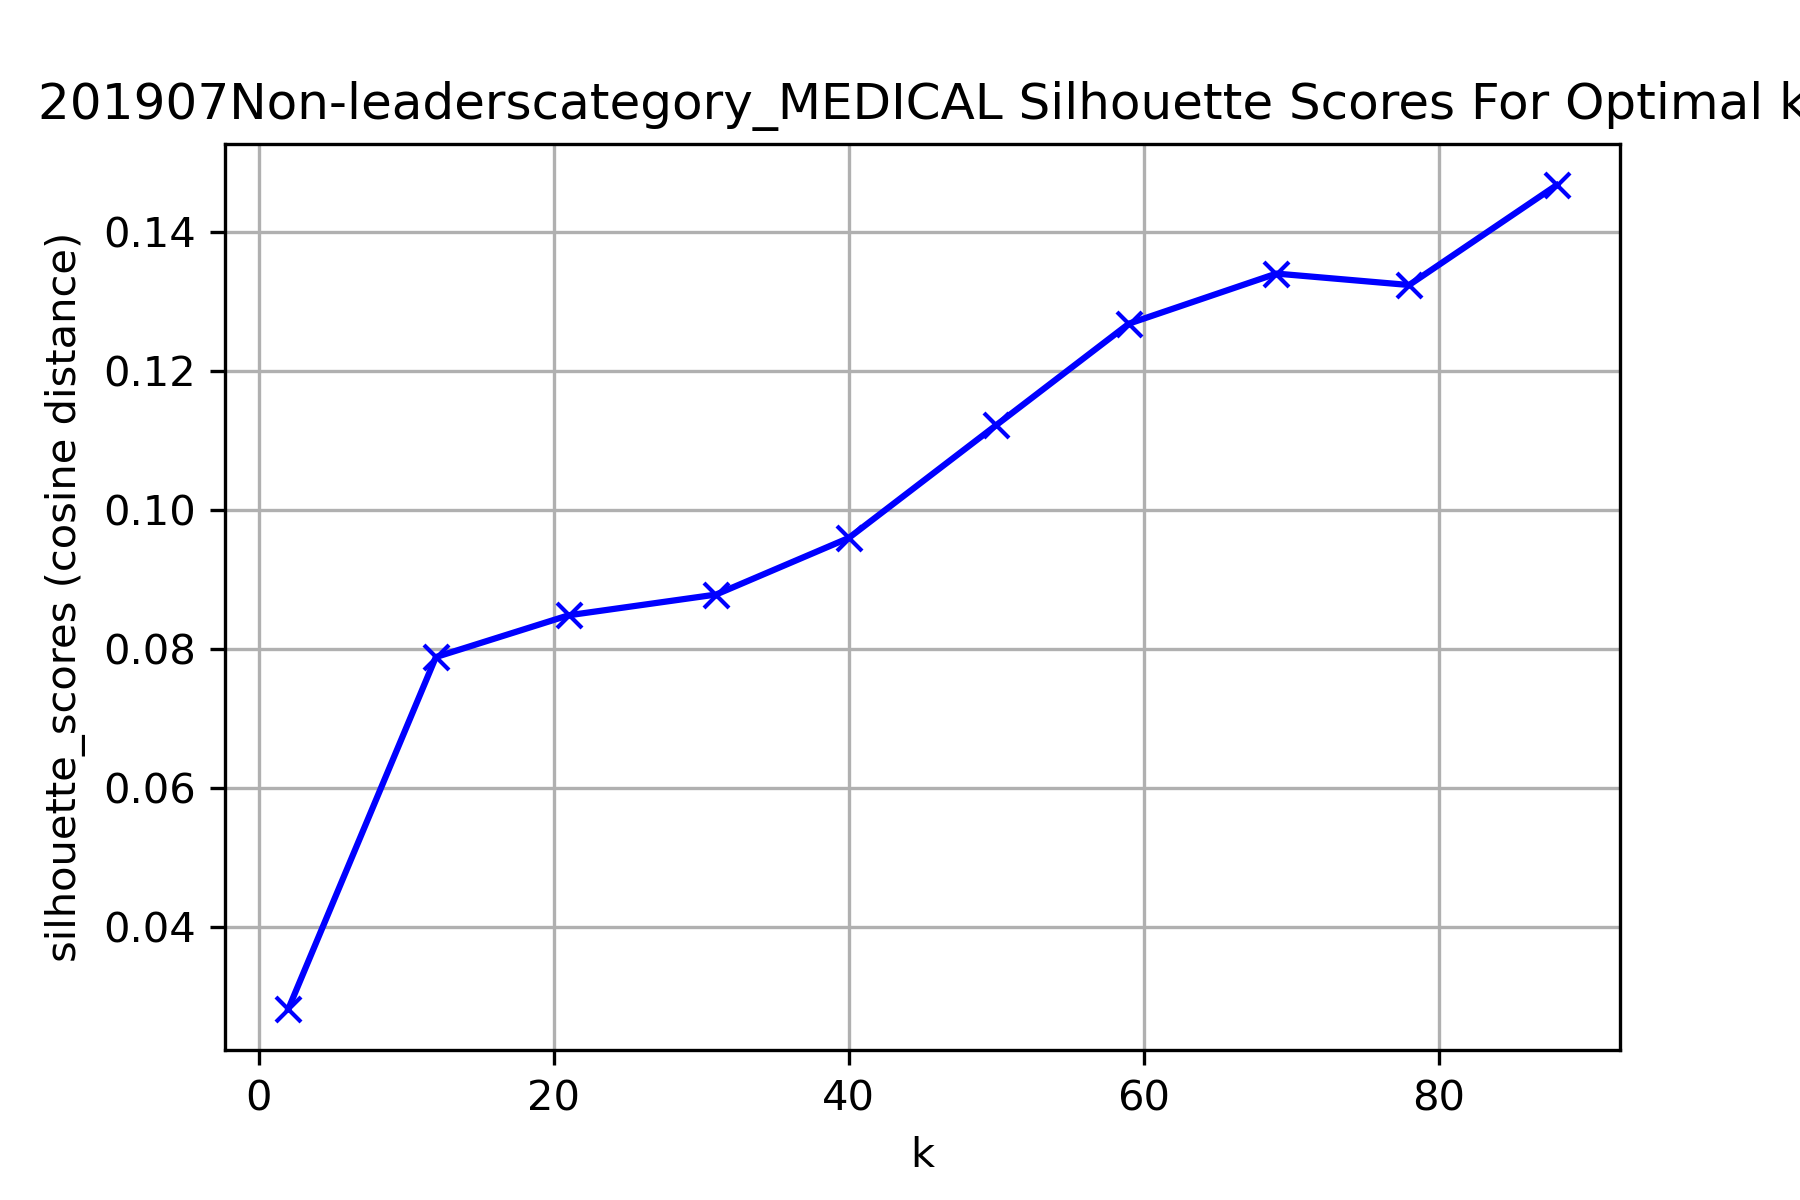 201907Non-leaderscategory_MEDICAL Silhouette Scores For Optimal k
silhouette_scores (cosine distance)
0.14
0.12
0.10
0.08
0.06
0.04
0 20 40 60 80
k